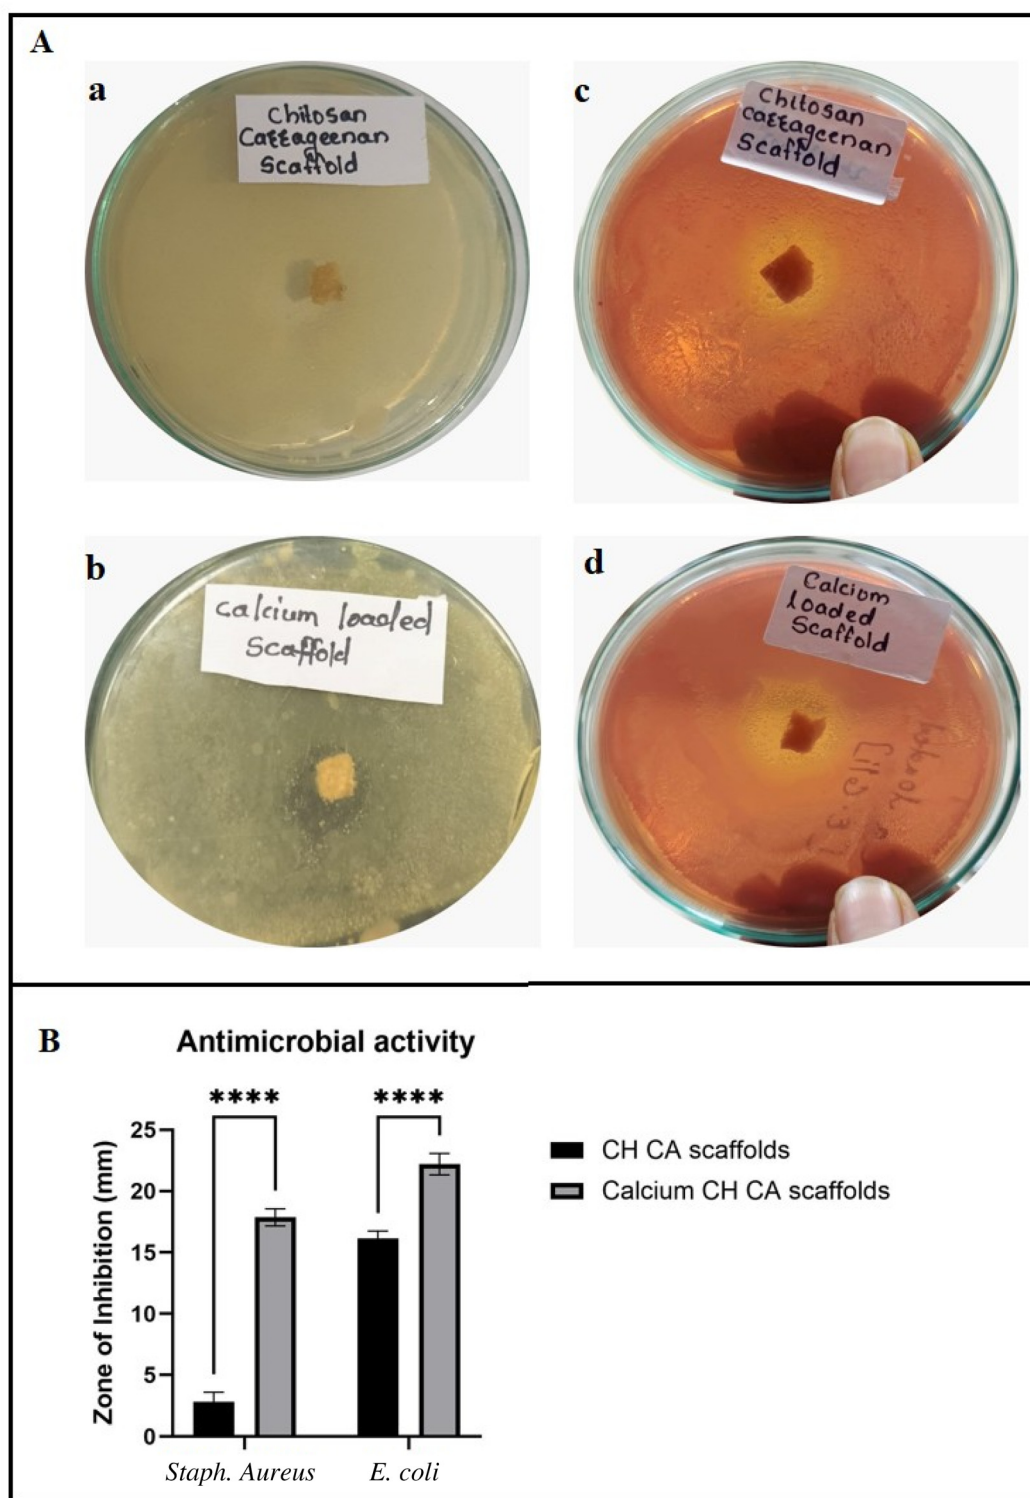 A
a
Chitosan
Carrageenan
Scaffold
c
Chitosan
carrageenan
Scaffold
b
Calcium loaded
Scaffold
d
Calcium
loaded
Scaffold
B
Antimicrobial activity
****
****
25
20
15
10
5
0
Zone of Inhibition (mm)
Staph. Aureus
E. coli
CH CA scaffolds
Calcium CH CA scaffolds